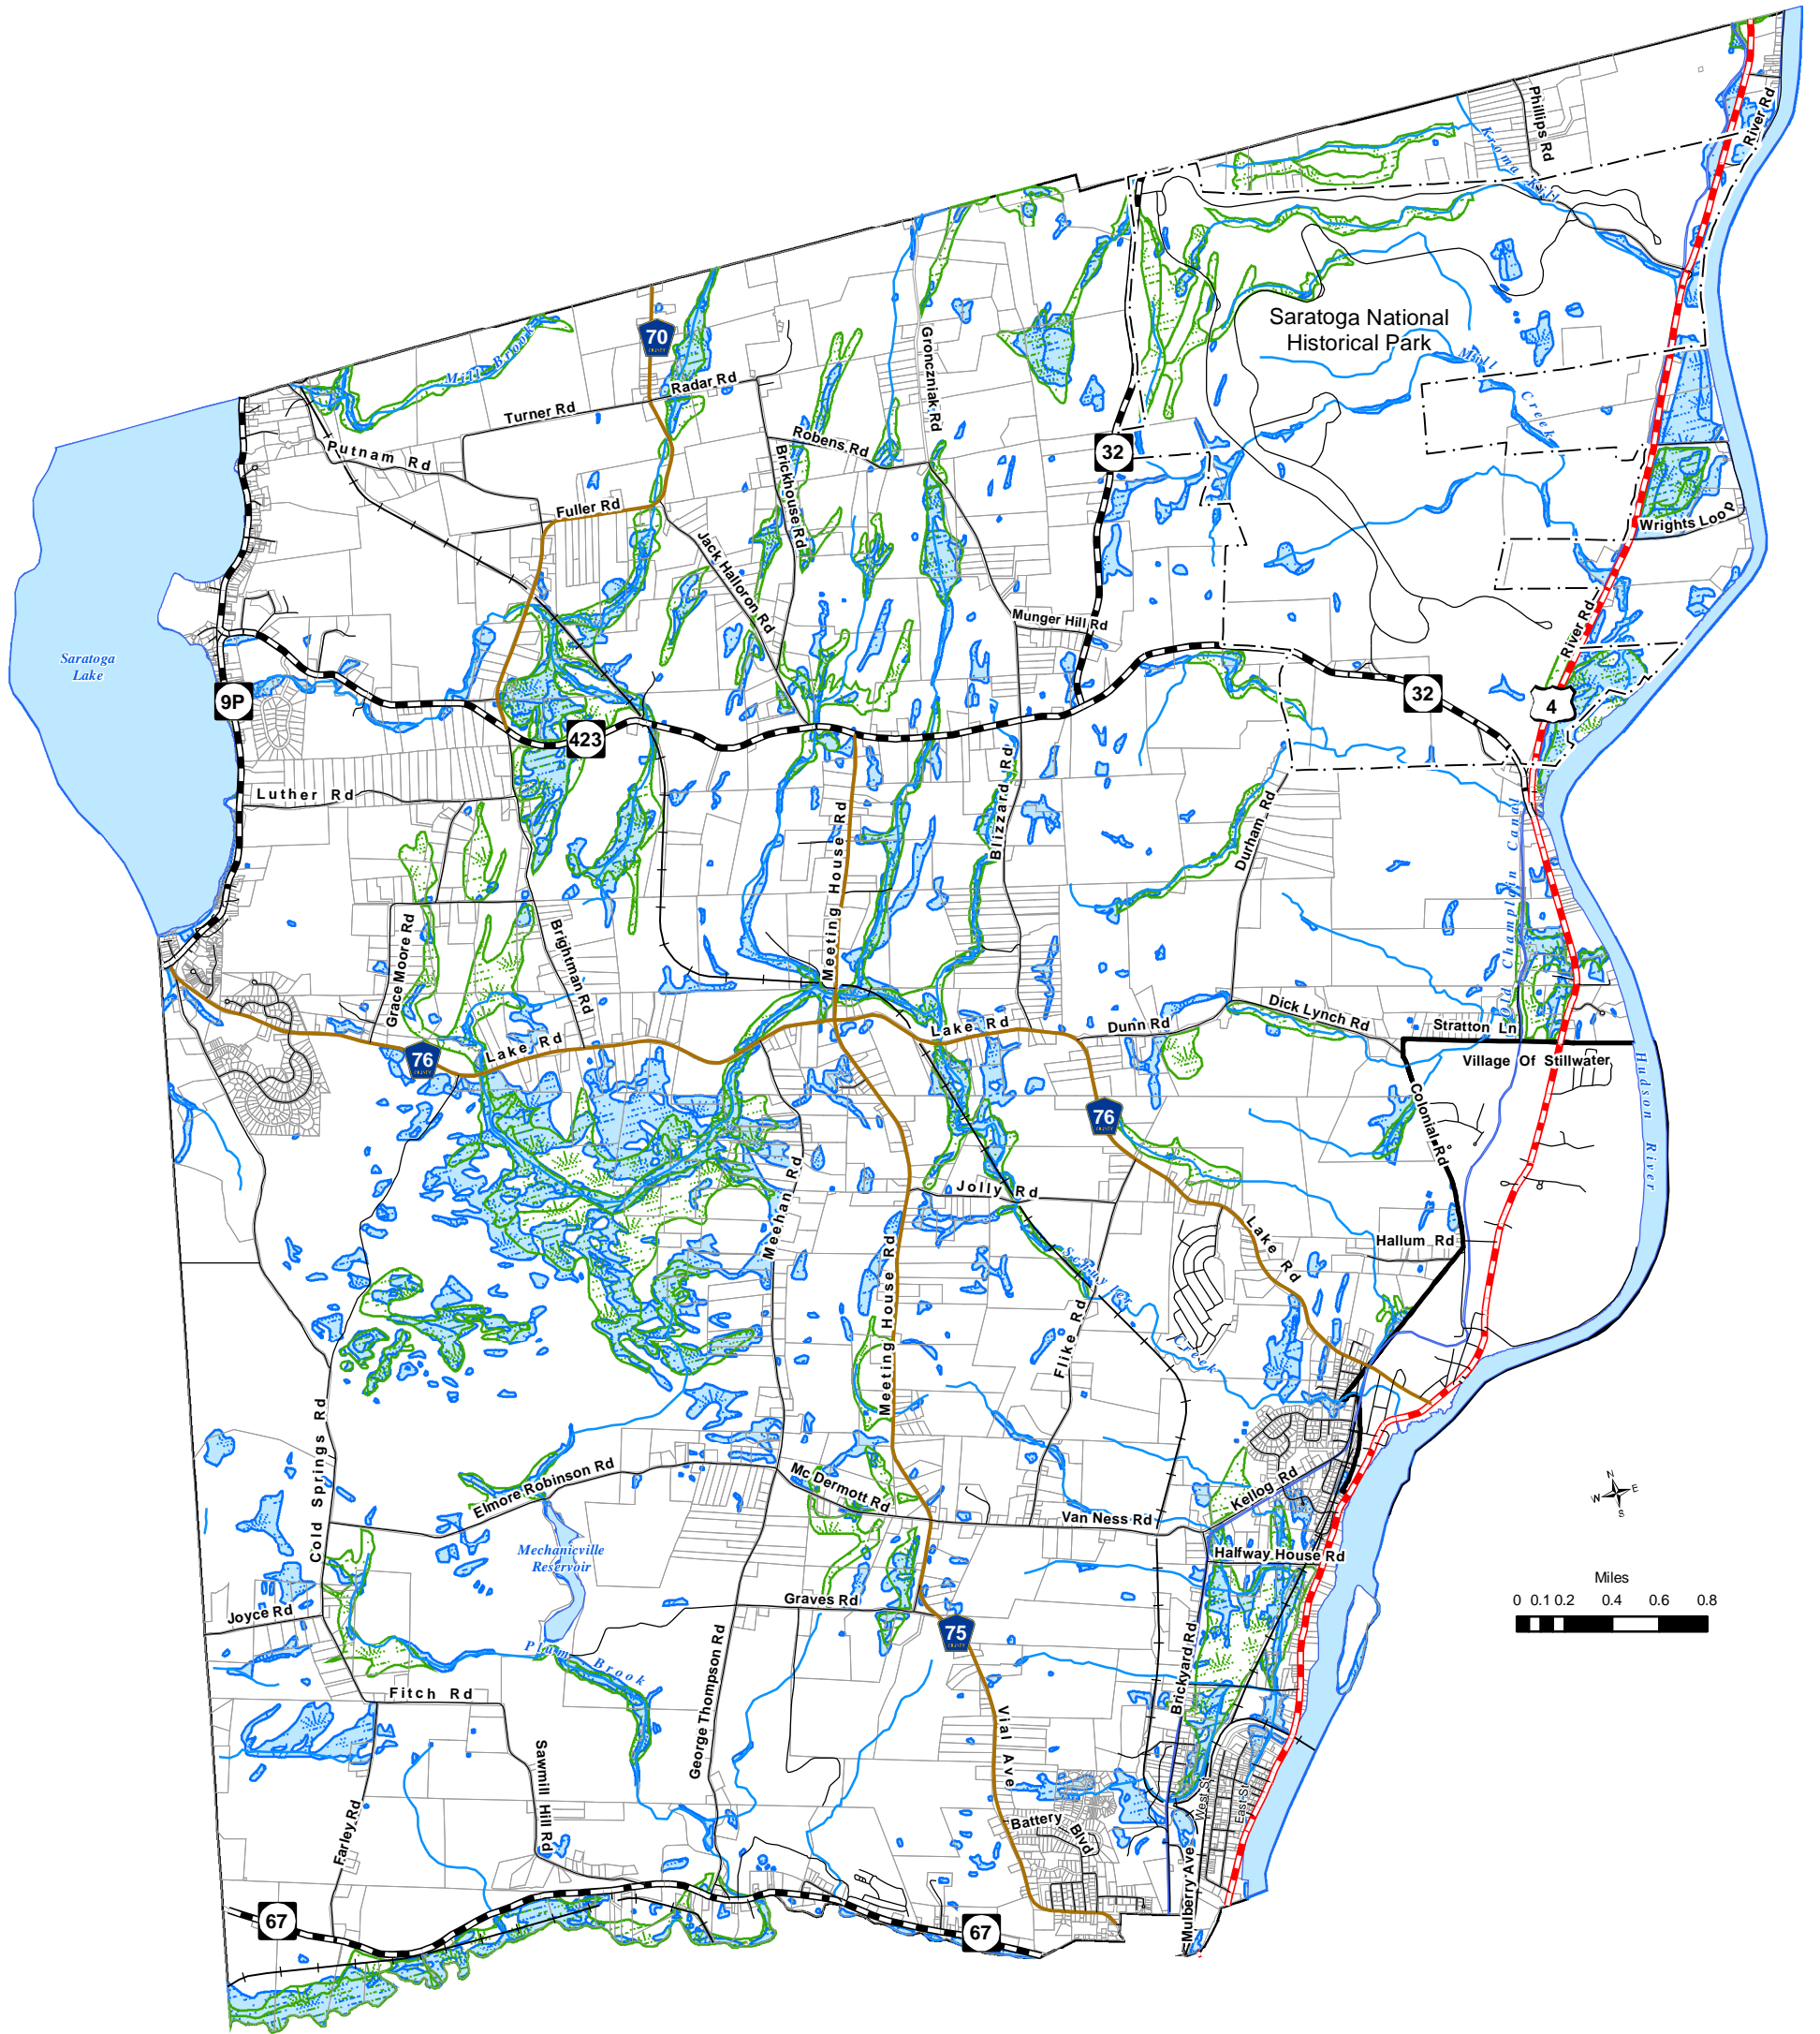 Phillips Rd
River Rd
Kroma Kill
70
COUNTY
Saratoga National
Historical Park
Mill Brook
Mill Creek
Gronczniak Rd
Radar Rd
Turner Rd
Putnam Rd
Robens Rd
Brickhouse Rd
32
Fuller Rd
Wrights Loop
Jack Halloron Rd
Munger Hill Rd
River Rd
Saratoga
Lake
9P
423
32
4
Luther Rd
Meeting House Rd
Blizzard Rd
Durham Rd
Old Champlain Canal
Grace Moore Rd
Brightman Rd
Lake Rd
Lake Rd
Dunn Rd
Dick Lynch Rd
Stratton Ln
Village Of Stillwater
76
COUNTY
76
COUNTY
Colonial Rd
Hudson River
Meehan Rd
Jolly Rd
Lake Rd
Hallum Rd
Schuyler Creek
Meeting House Rd
Flike Rd
Cold Springs Rd
Elmore Robinson Rd
Mc Dermott Rd
Kellog Rd
Van Ness Rd
Halfway House Rd
N
W
E
S
Mechanicville
Reservoir
Miles
0 0.1 0.2 0.4 0.6 0.8
Joyce Rd
Graves Rd
75
COUNTY
Plum Brook
Fitch Rd
George Thompson Rd
Brickyard Rd
Vial Ave
Sawmill Hill Rd
Farley Rd
West St
East St
Battery Blvd
Mulberry Ave
67
67